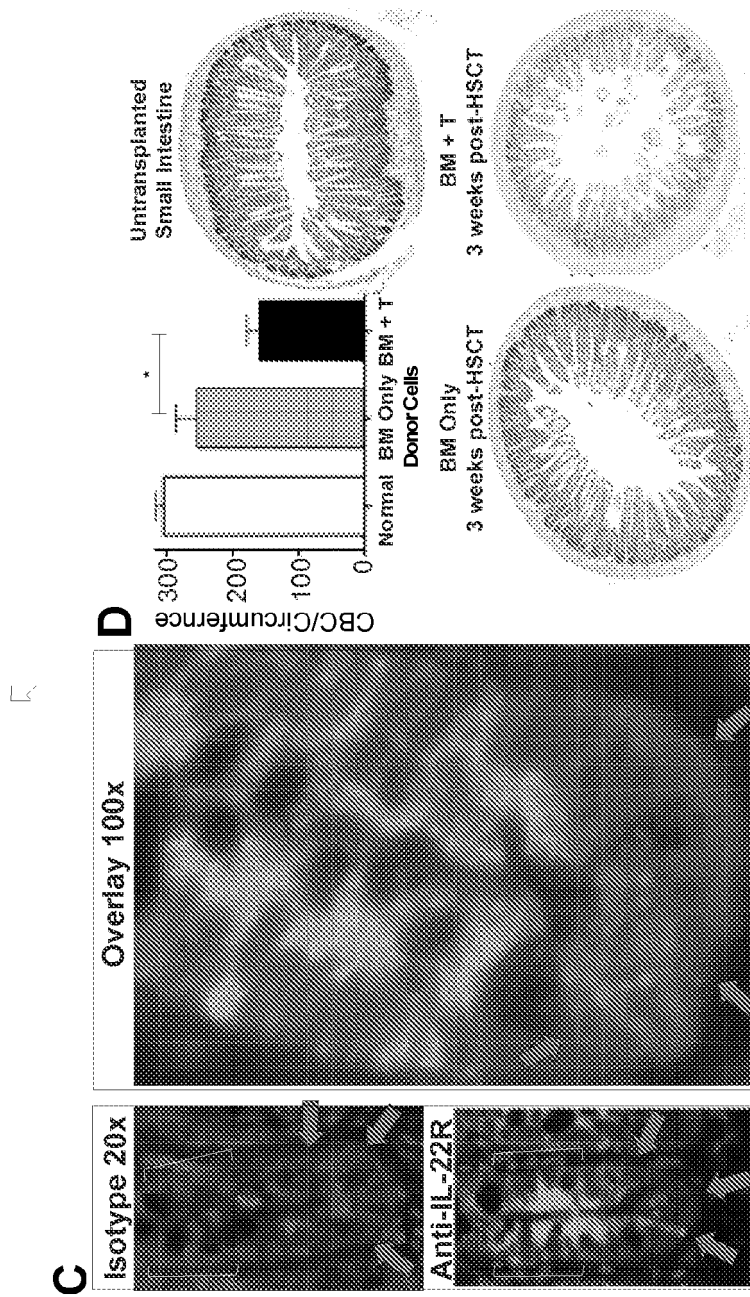 C
Isotype 20x
Anti-IL-22R
Overlay 100x
D
CBC/Circumfernce
300
200
100
0
*
Normal
BM Only
BM + T
Donor Cells
Untransplanted
Small Intestine
BM Only
3 weeks post-HSCT
BM + T
3 weeks post-HSCT